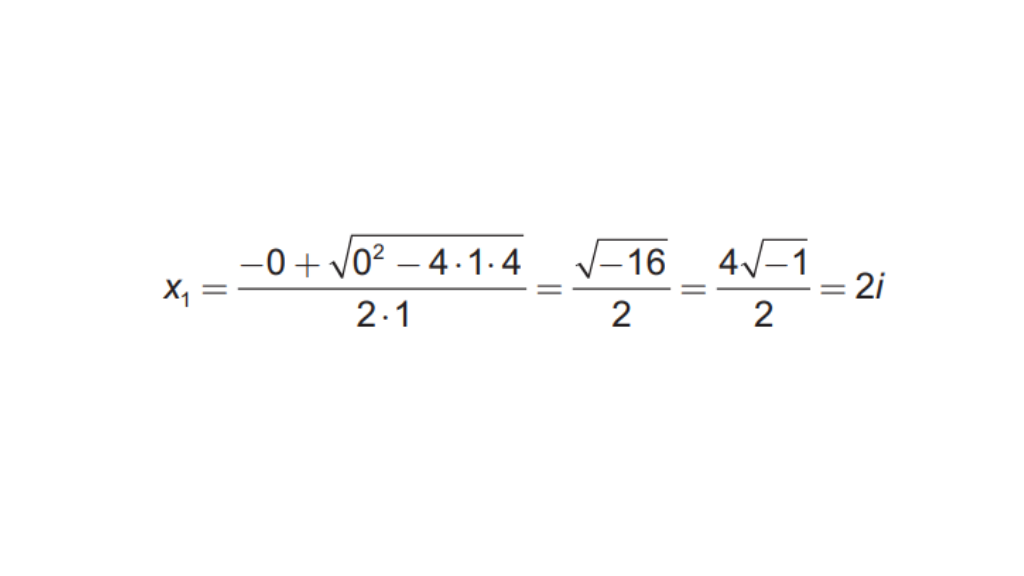 x₁ = (−0 + √(0² − 4·1·4)) / (2·1) = √(−16) / 2 = 4√(−1) / 2 = 2i